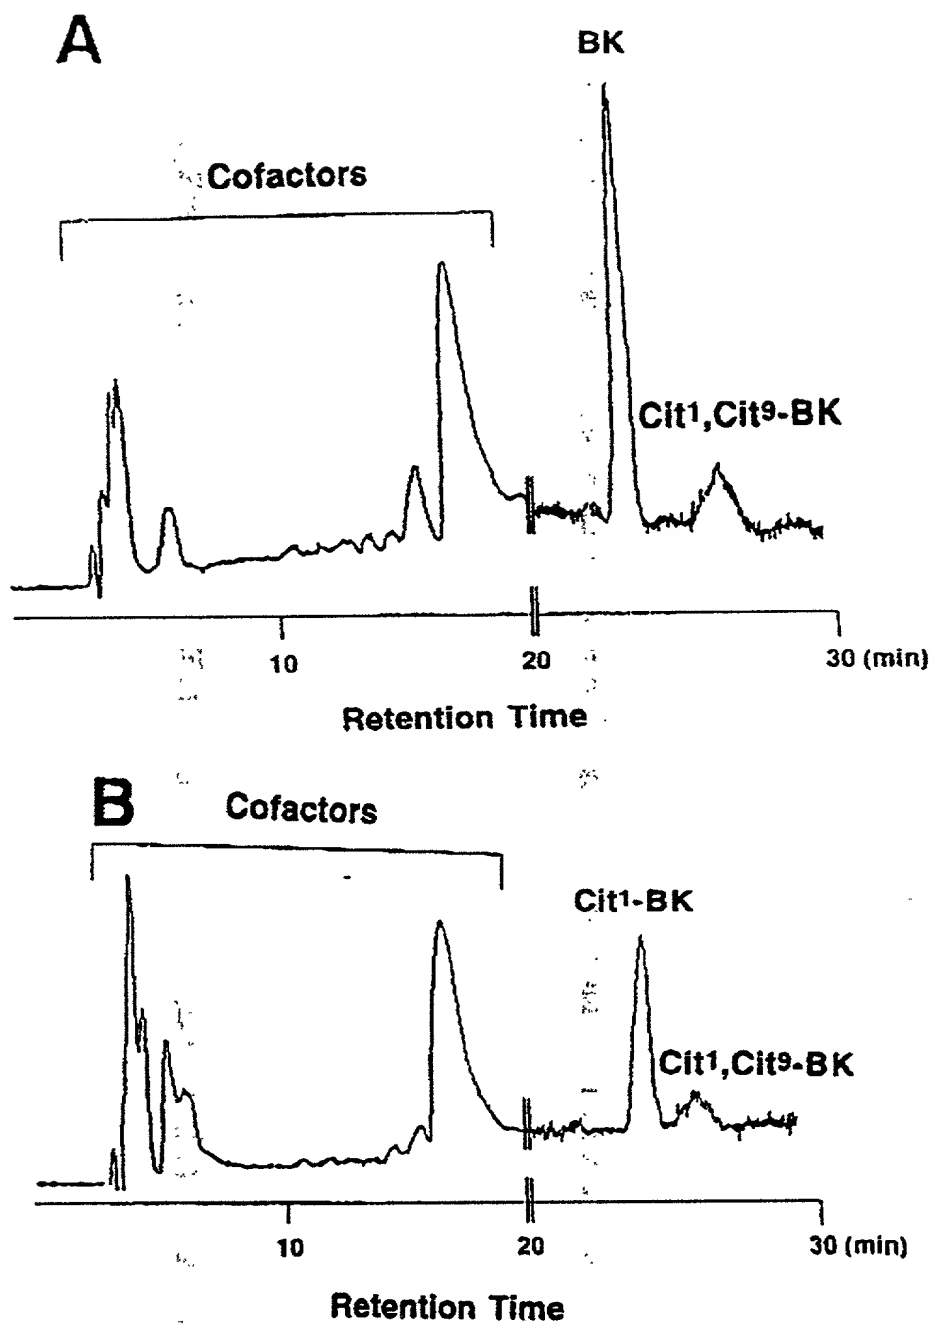 A
BK
Cofactors
Cit¹,Cit⁹-BK
10
20
30 (min)
Retention Time
B
Cofactors
Cit¹-BK
Cit¹,Cit⁹-BK
10
20
30 (min)
Retention Time